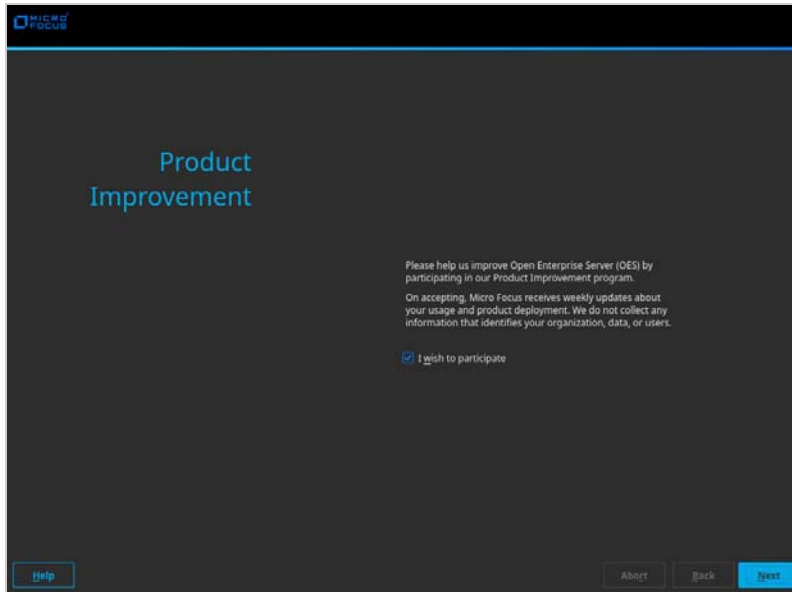 MICRO
FOCUS
Product
Improvement
Please help us improve Open Enterprise Server (OES) by
participating in our Product Improvement program.
On accepting, Micro Focus receives weekly updates about
your usage and product deployment. We do not collect any
information that identifies your organization, data, or users.
I wish to participate
Help
Abort
Back
Next